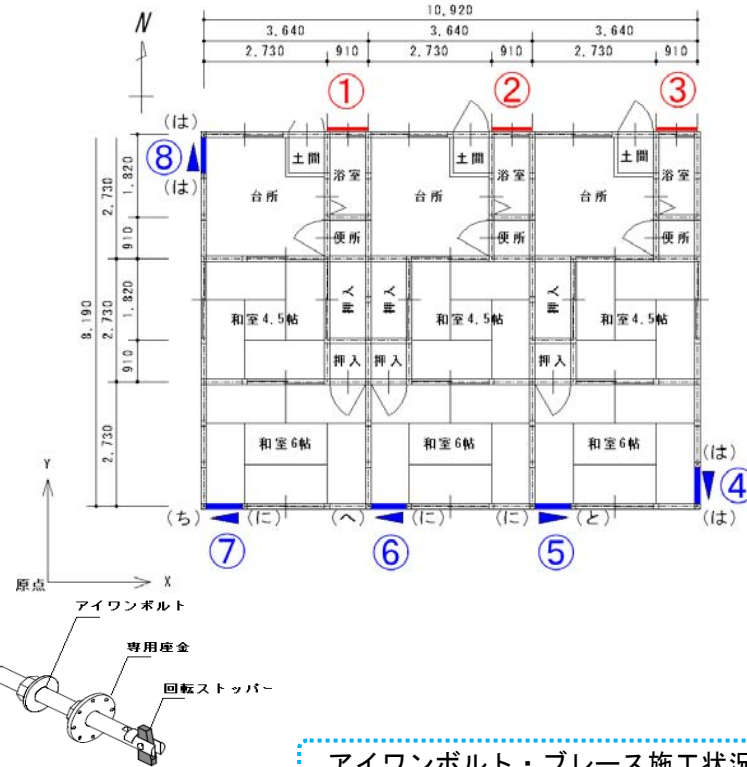 N
10,920
3.640
3.640
3.640
2.730
910
2.730
910
2.730
910
①
②
③
(は)
⑧
(は)
土間
浴室
土間
浴室
土間
浴室
台所
台所
台所
便所
便所
便所
2.730
1.820
910
8.190
2.730
1.820
910
2.730
押入
押入
押入
和室4.5帖
和室4.5帖
和室4.5帖
押入
押入
押入
和室6帖
和室6帖
和室6帖
(は)
④
(は)
(ち)
(に)
(へ)
(に)
(に)
(と)
⑦
⑥
⑤
Y
原点
X
アイワンボルト
専用座金
回転ストッパー
アイワンボルト・ブレース施工状況